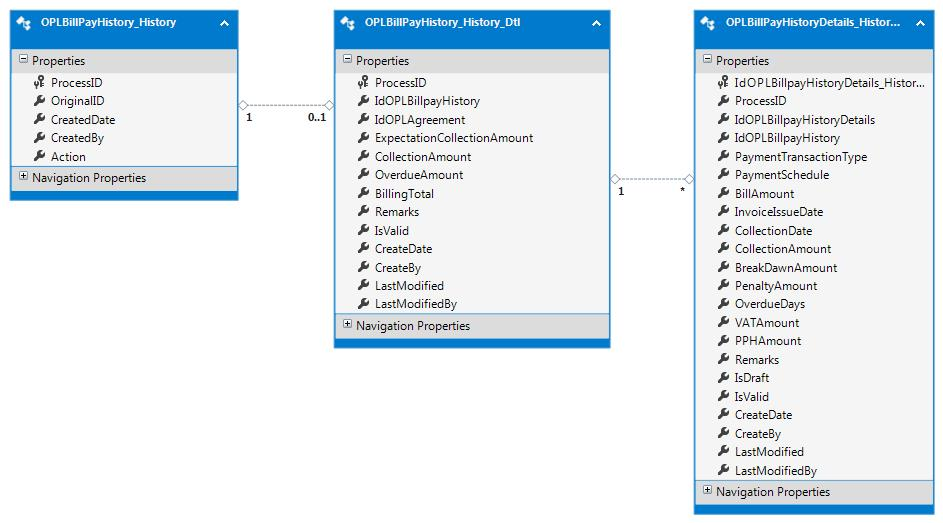 OPLBillPayHistory_History
Properties
ProcessID
OriginalID
CreatedDate
CreatedBy
Action
Navigation Properties
1
0..1
OPLBillPayHistory_History_Dtl
Properties
ProcessID
IdOPLBillpayHistory
IdOPLAgreement
ExpectationCollectionAmount
CollectionAmount
OverdueAmount
BillingTotal
Remarks
IsValid
CreateDate
CreateBy
LastModified
LastModifiedBy
Navigation Properties
1
*
OPLBillPayHistoryDetails_Histor...
Properties
IdOPLBillpayHistoryDetails_Histor...
ProcessID
IdOPLBillpayHistoryDetails
IdOPLBillpayHistory
PaymentTransactionType
PaymentSchedule
BillAmount
InvoiceIssueDate
CollectionDate
CollectionAmount
BreakDawnAmount
PenaltyAmount
OverdueDays
VATAmount
PPHAmount
Remarks
IsDraft
IsValid
CreateDate
CreateBy
LastModified
LastModifiedBy
Navigation Properties